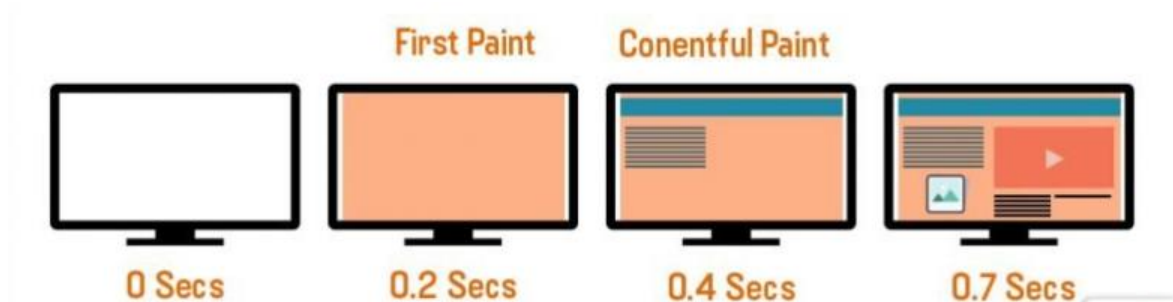 First Paint
Conentful Paint
0 Secs
0.2 Secs
0.4 Secs
0.7 Secs